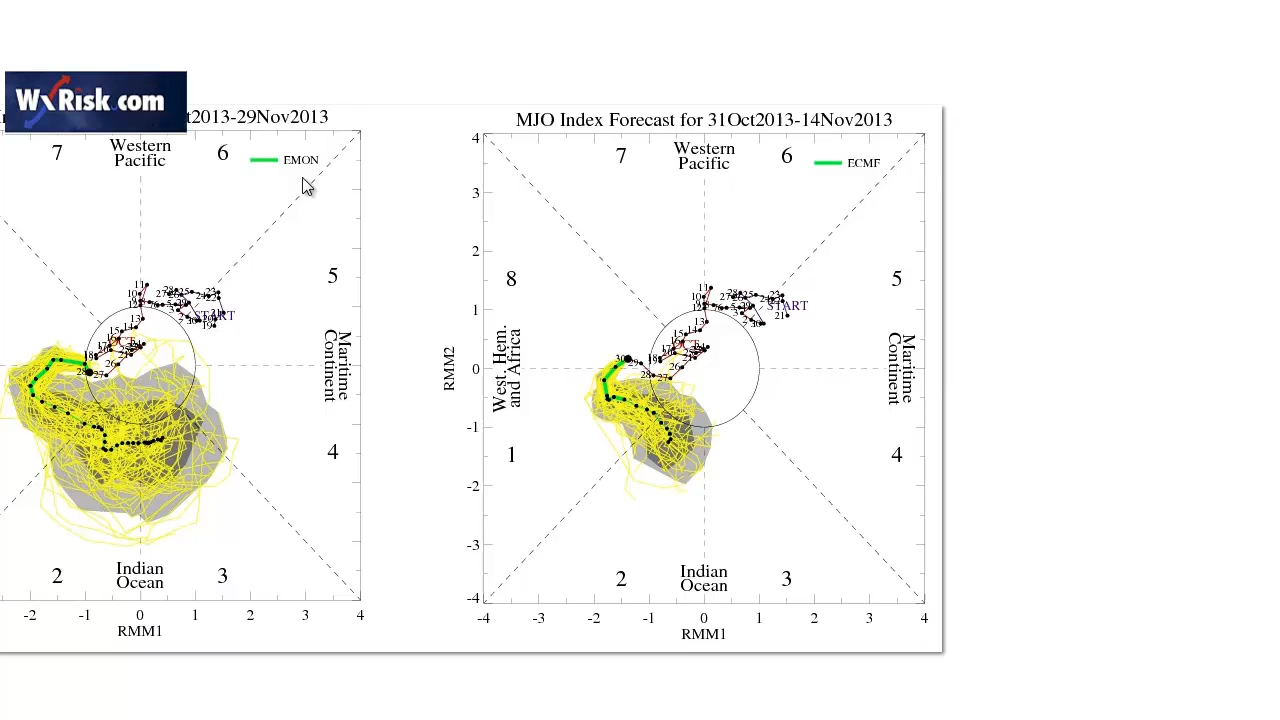 WxRisk.com
t2013-29Nov2013
7
Western
Pacific
6
EMON
5
Maritime
Continent
4
2
Indian
Ocean
3
START
-2
-1
0
1
2
3
4
RMM1
MJO Index Forecast for 31Oct2013-14Nov2013
4
3
2
1
0
-1
-2
-3
-4
RMM2
7
Western
Pacific
6
ECMF
8
5
West. Hem.
and Africa
Maritime
Continent
START
1
4
2
Indian
Ocean
3
-4
-3
-2
-1
0
1
2
3
4
RMM1